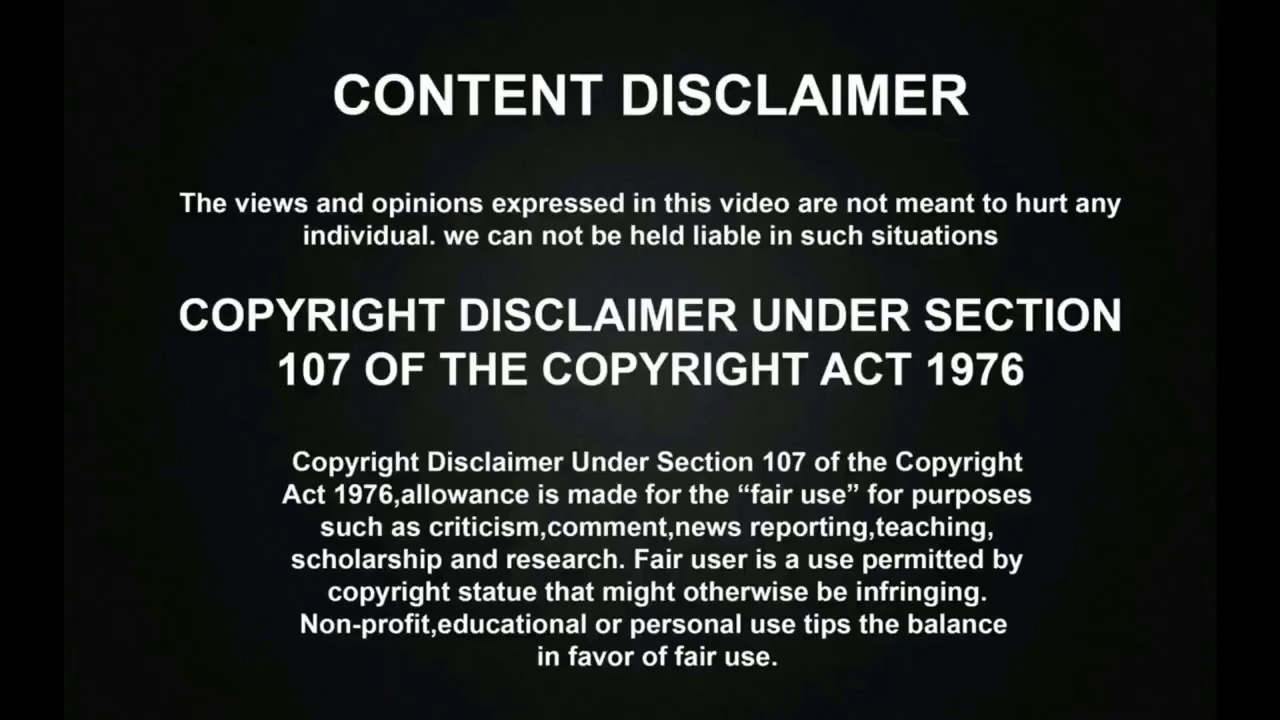 CONTENT DISCLAIMER
The views and opinions expressed in this video are not meant to hurt any
individual. we can not be held liable in such situations
COPYRIGHT DISCLAIMER UNDER SECTION
107 OF THE COPYRIGHT ACT 1976
Copyright Disclaimer Under Section 107 of the Copyright
Act 1976,allowance is made for the “fair use” for purposes
such as criticism,comment,news reporting,teaching,
scholarship and research. Fair user is a use permitted by
copyright statue that might otherwise be infringing.
Non-profit,educational or personal use tips the balance
in favor of fair use.